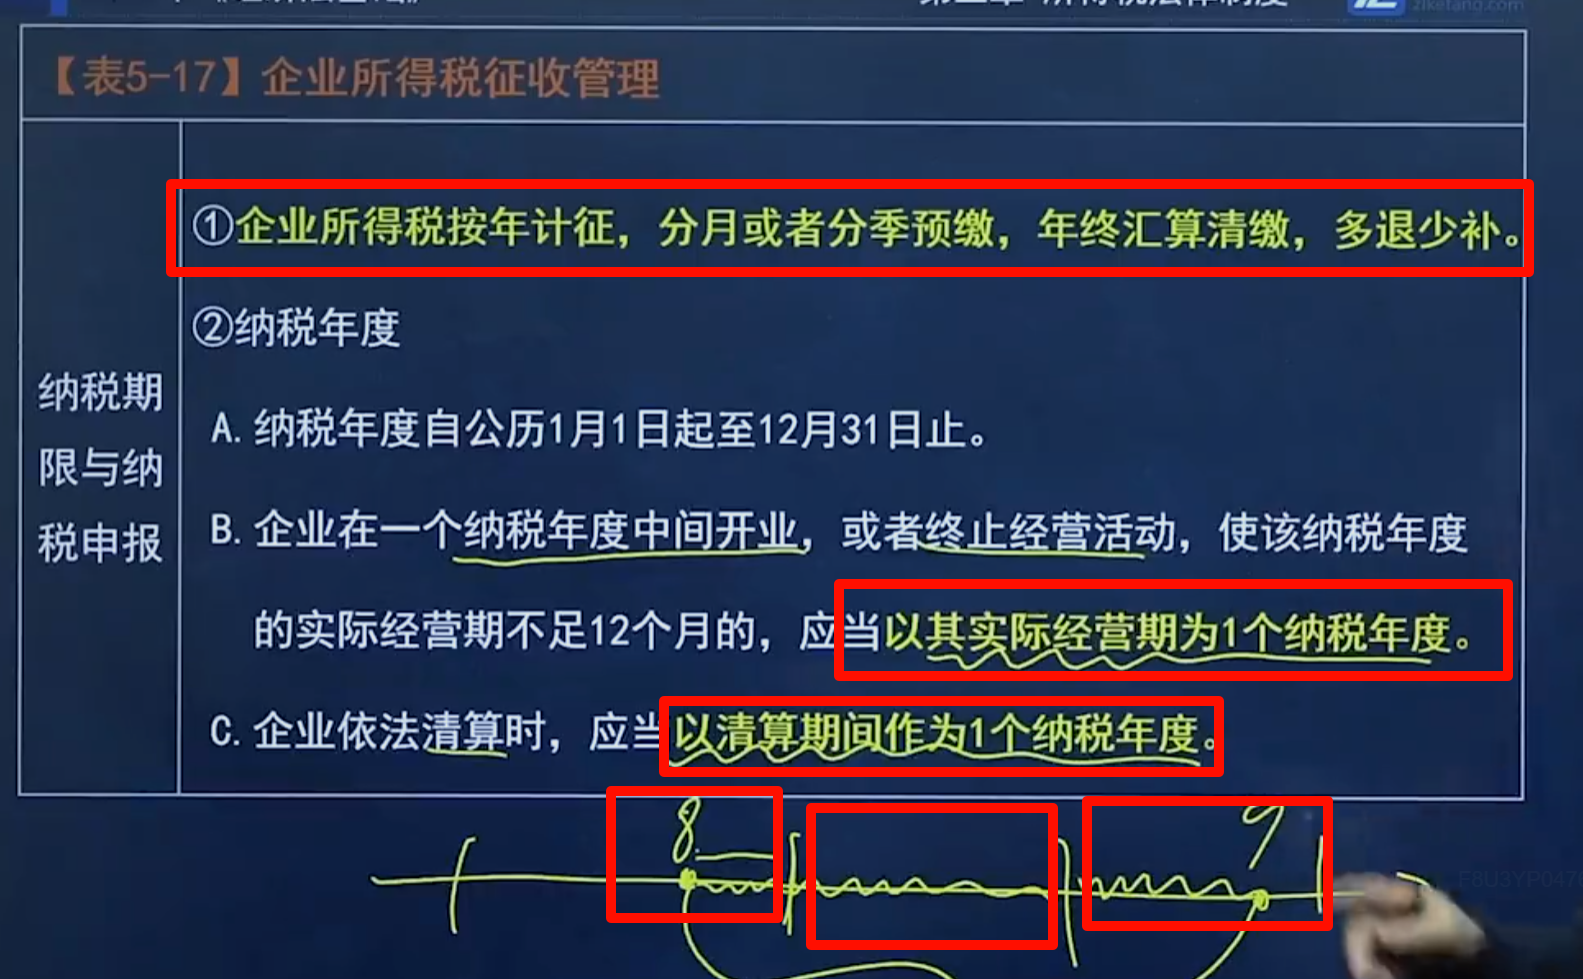 【表5-17】企业所得税征收管理
①企业所得税按年计征，分月或者分季预缴，年终汇算清缴，多退少补。
②纳税年度
纳税期
限与纳
税申报
A. 纳税年度自公历1月1日起至12月31日止。
B. 企业在一个纳税年度中间开业，或者终止经营活动，使该纳税年度
的实际经营期不足12个月的，应当以其实际经营期为1个纳税年度。
C. 企业依法清算时，应当以清算期间作为1个纳税年度。
8
9